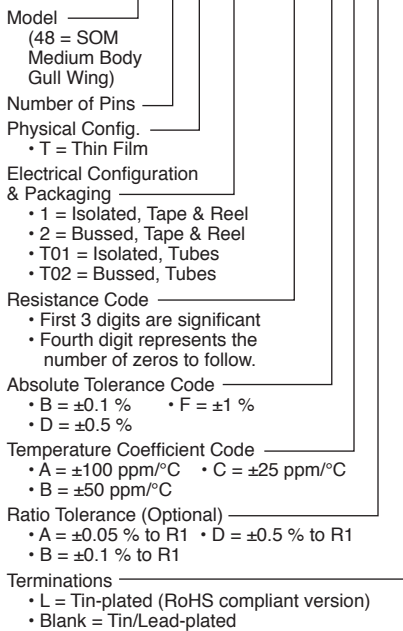 Model
(48 = SOM
Medium Body
Gull Wing)
Number of Pins
Physical Config.
• T = Thin Film
Electrical Configuration
& Packaging
• 1 = Isolated, Tape & Reel
• 2 = Bussed, Tape & Reel
• T01 = Isolated, Tubes
• T02 = Bussed, Tubes
Resistance Code
• First 3 digits are significant
• Fourth digit represents the
number of zeros to follow.
Absolute Tolerance Code
• B = ±0.1 % • F = ±1 %
• D = ±0.5 %
Temperature Coefficient Code
• A = ±100 ppm/°C • C = ±25 ppm/°C
• B = ±50 ppm/°C
Ratio Tolerance (Optional)
• A = ±0.05 % to R1 • D = ±0.5 % to R1
• B = ±0.1 % to R1
Terminations
• L = Tin-plated (RoHS compliant version)
• Blank = Tin/Lead-plated